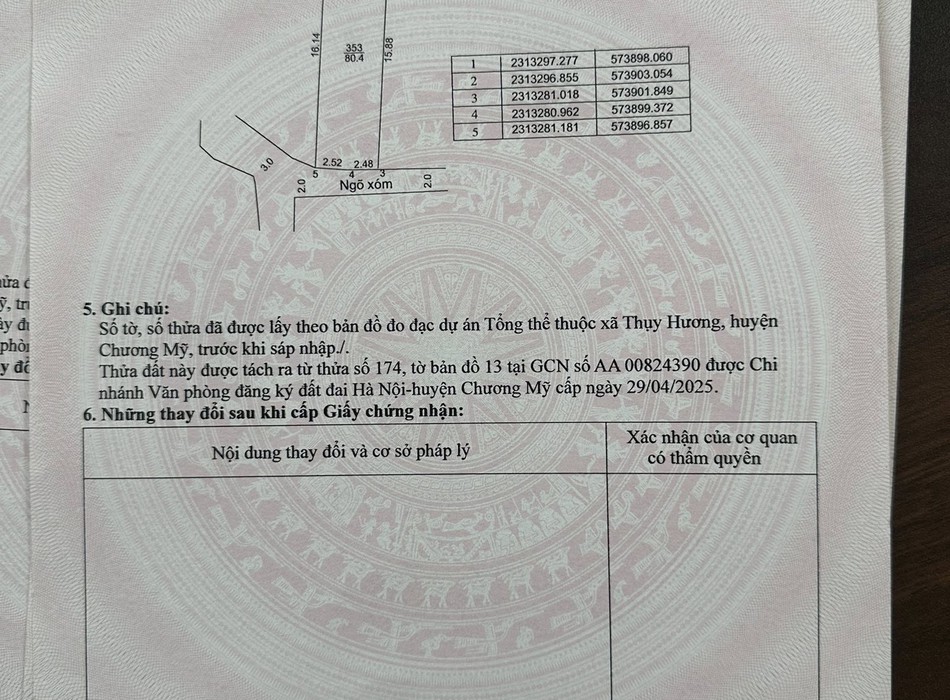 16.14
353
80.4
15.88
1 2313297.277 573898.060
2 2313296.855 573903.054
3 2313281.018 573901.849
4 2313280.962 573899.372
5 2313281.181 573896.857
3.0
2.52 2.48
5 4 3
2.0 Ngõ xóm 2.0
5. Ghi chú:
Số tờ, số thửa đã được lấy theo bản đồ đo đạc dự án Tổng thể thuộc xã Thụy Hương, huyện
Chương Mỹ, trước khi sáp nhập./.
Thửa đất này được tách ra từ thửa số 174, tờ bản đồ 13 tại GCN số AA 00824390 được Chi
nhánh Văn phòng đăng ký đất đai Hà Nội-huyện Chương Mỹ cấp ngày 29/04/2025.
6. Những thay đổi sau khi cấp Giấy chứng nhận:
Nội dung thay đổi và cơ sở pháp lý
Xác nhận của cơ quan
có thẩm quyền